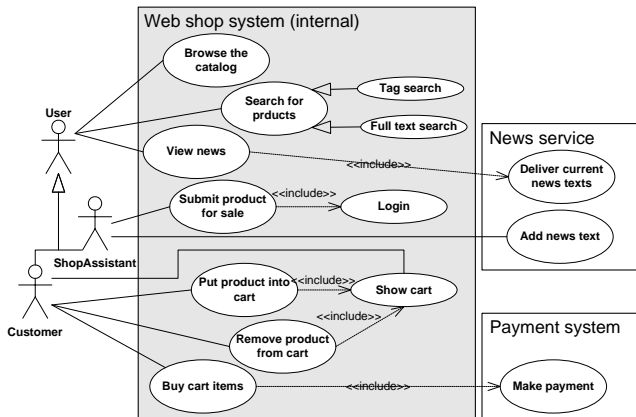 Web shop system (internal)
Browse the
catalog
Tag search
Search for
prducts
Full text search
User
View news
<<include>>
News service
Deliver current
news texts
Submit product
for sale
<<include>>
Login
Add news text
ShopAssistant
Put product into
cart
<<include>>
Show cart
<<include>>
Customer
Remove product
from cart
Payment system
Buy cart items
<<include>>
Make payment